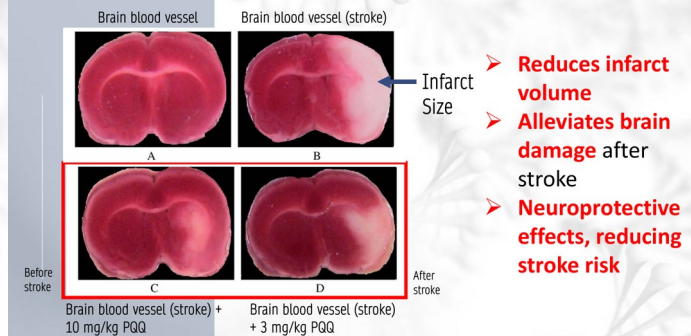 Brain blood vessel
Brain blood vessel (stroke)
Infarct
Size
A
B
C
D
Before
stroke
After
stroke
Brain blood vessel (stroke) +
10 mg/kg PQQ
Brain blood vessel (stroke)
+ 3 mg/kg PQQ
➢ Reduces infarct
volume
➢ Alleviates brain
damage after
stroke
➢ Neuroprotective
effects, reducing
stroke risk